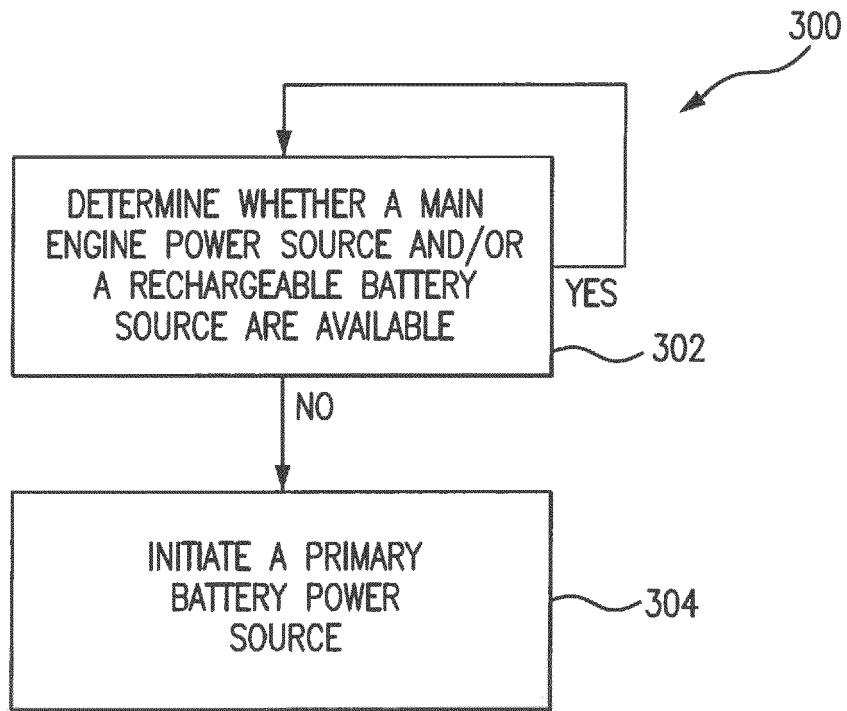 300
DETERMINE WHETHER A MAIN
ENGINE POWER SOURCE AND/OR
A RECHARGEABLE BATTERY
SOURCE ARE AVAILABLE
YES
302
NO
INITIATE A PRIMARY
BATTERY POWER
SOURCE
304